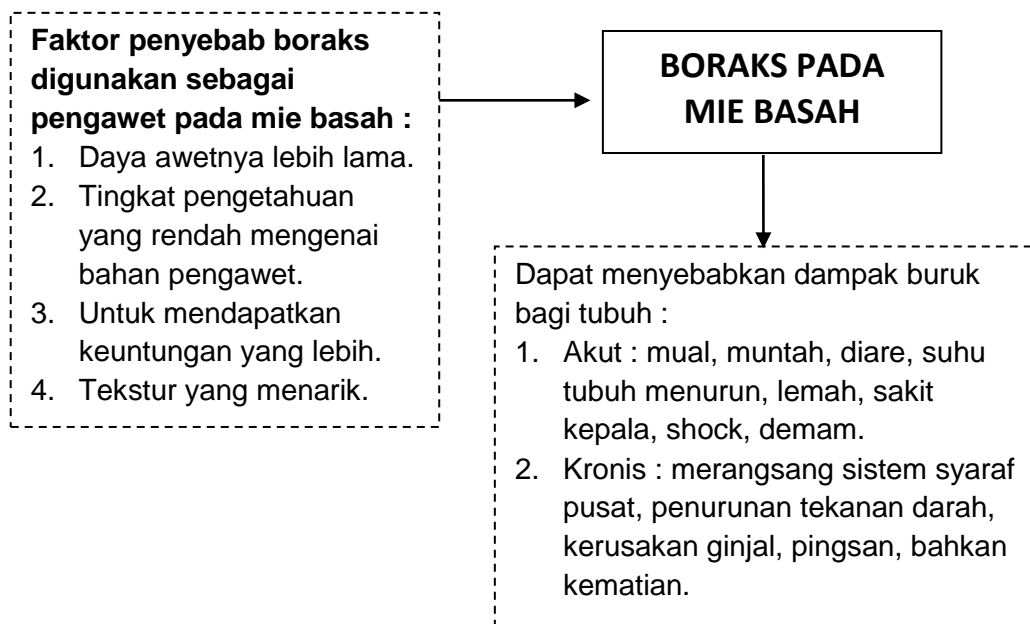 Faktor penyebab boraks
digunakan sebagai
pengawet pada mie basah :
1. Daya awetnya lebih lama.
2. Tingkat pengetahuan
yang rendah mengenai
bahan pengawet.
3. Untuk mendapatkan
keuntungan yang lebih.
4. Tekstur yang menarik.
BORAKS PADA
MIE BASAH
Dapat menyebabkan dampak buruk
bagi tubuh :
1. Akut : mual, muntah, diare, suhu
tubuh menurun, lemah, sakit
kepala, shock, demam.
2. Kronis : merangsang sistem syaraf
pusat, penurunan tekanan darah,
kerusakan ginjal, pingsan, bahkan
kematian.